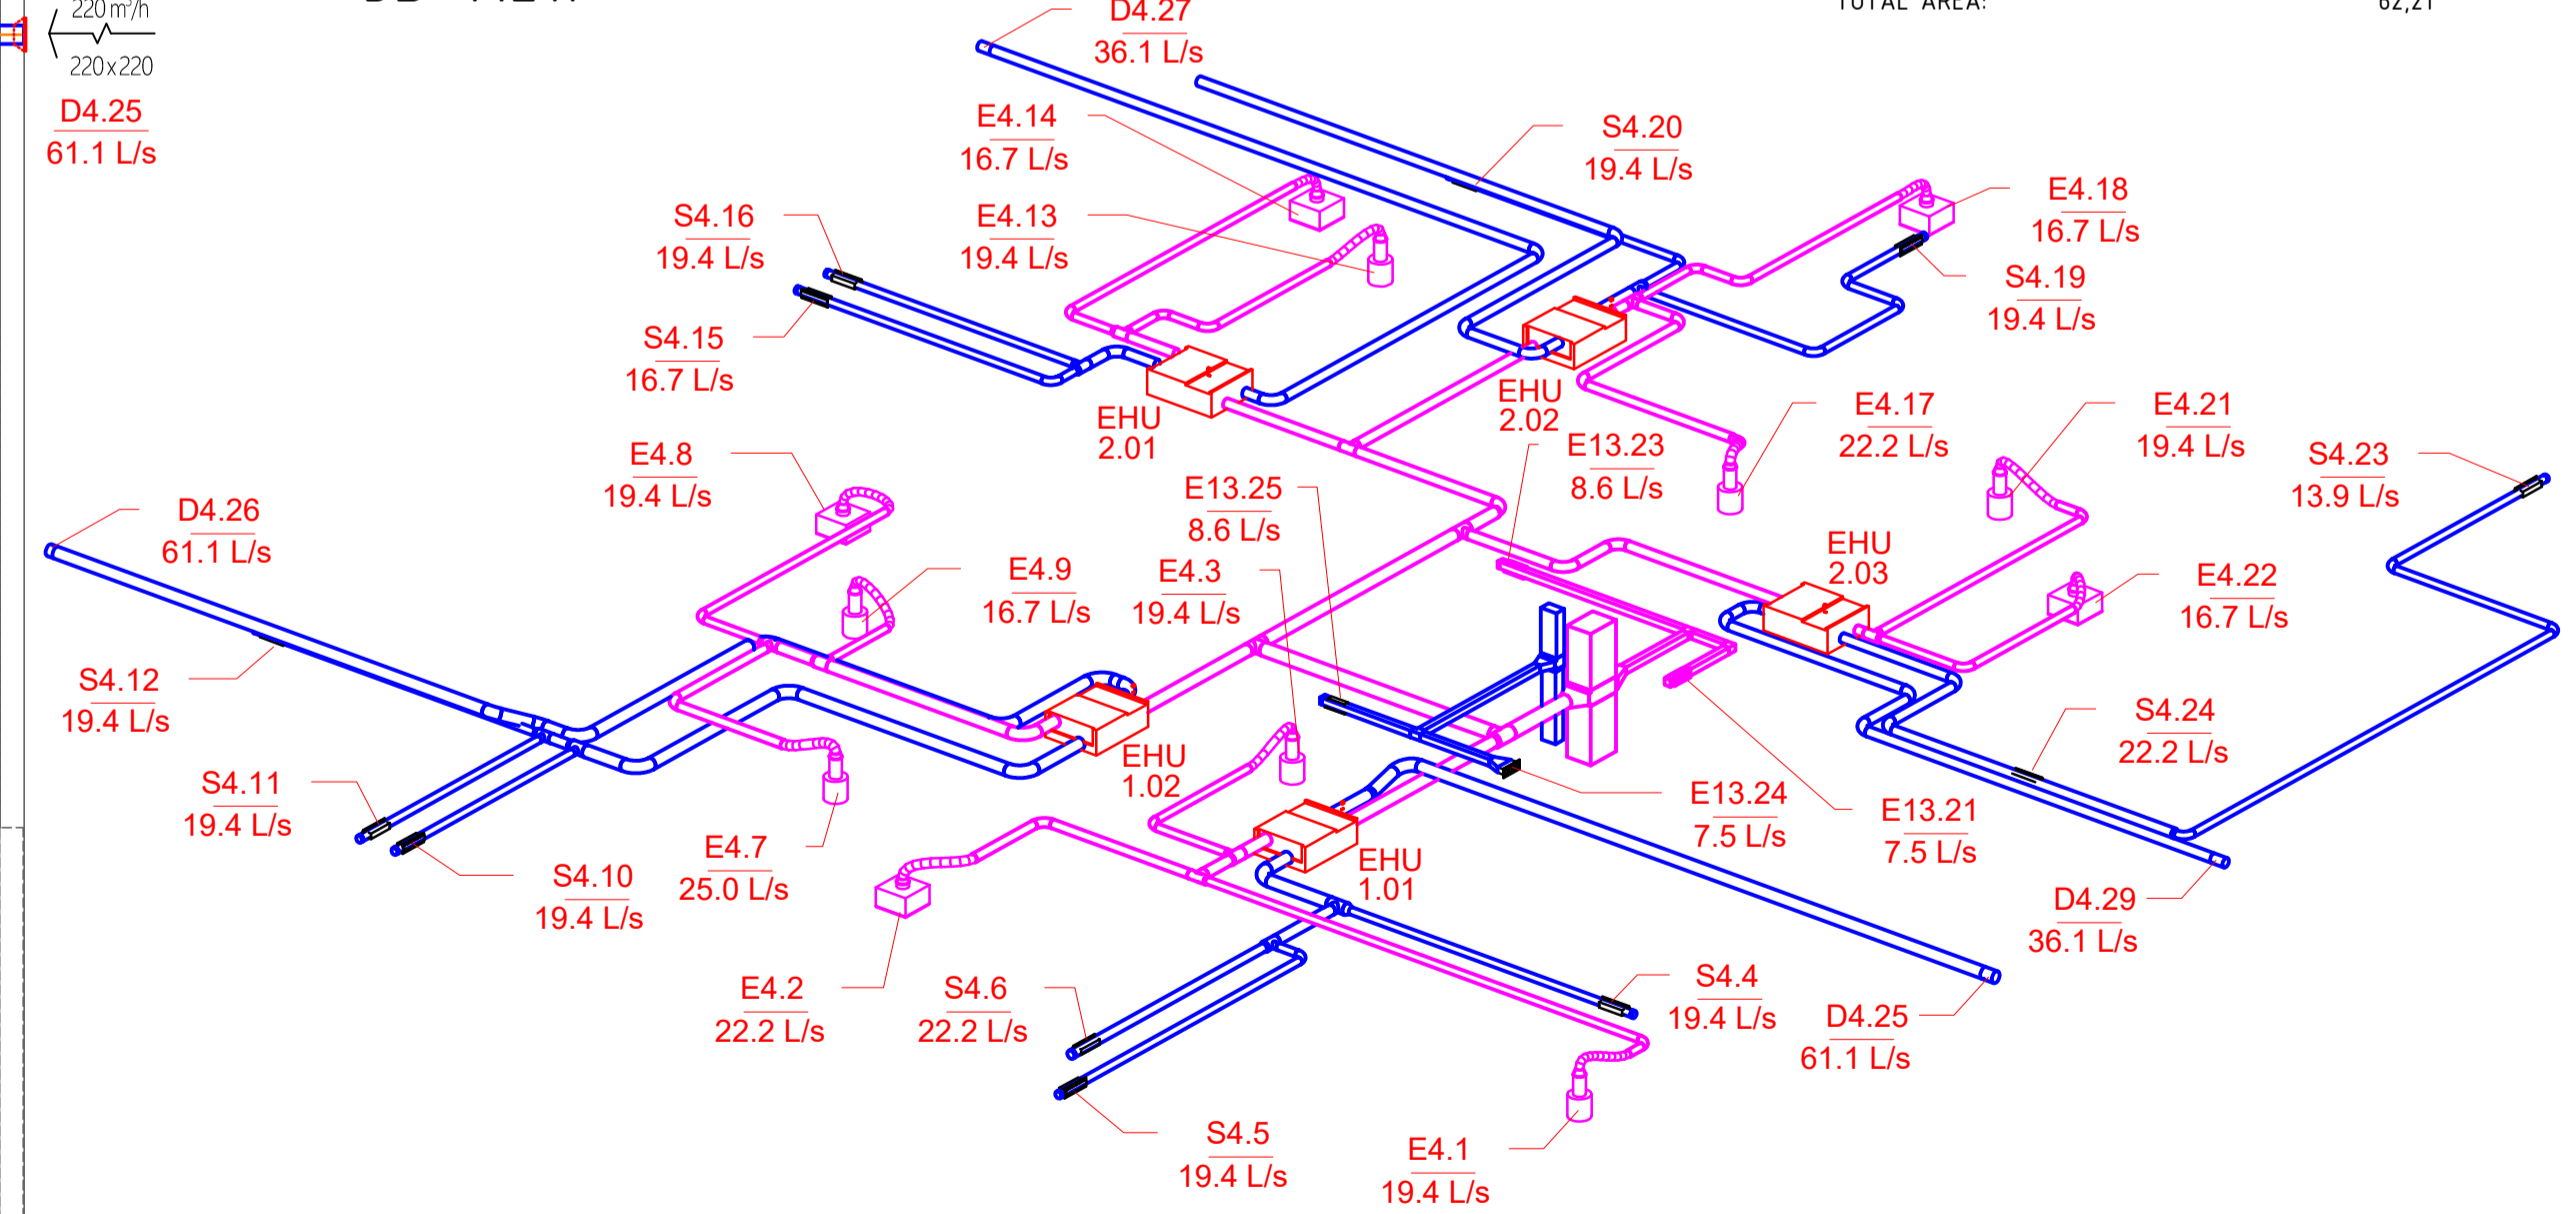 220 m³/h
220x220
D4.25
61.1 L/s
TOTAL AREA:
62,21
D4.27
36.1 L/s
E4.14
16.7 L/s
S4.20
19.4 L/s
E4.18
16.7 L/s
S4.16
19.4 L/s
E4.13
19.4 L/s
S4.19
19.4 L/s
S4.15
16.7 L/s
EHU
2.01
EHU
2.02
E4.17
22.2 L/s
E4.21
19.4 L/s
S4.23
13.9 L/s
E4.8
19.4 L/s
E13.23
8.6 L/s
E13.25
8.6 L/s
D4.26
61.1 L/s
EHU
2.03
E4.9
16.7 L/s
E4.3
19.4 L/s
E4.22
16.7 L/s
S4.12
19.4 L/s
S4.24
22.2 L/s
EHU
1.02
S4.11
19.4 L/s
E13.24
7.5 L/s
E13.21
7.5 L/s
E4.7
25.0 L/s
EHU
1.01
S4.10
19.4 L/s
D4.29
36.1 L/s
E4.2
22.2 L/s
S4.6
22.2 L/s
S4.4
19.4 L/s
D4.25
61.1 L/s
S4.5
19.4 L/s
E4.1
19.4 L/s